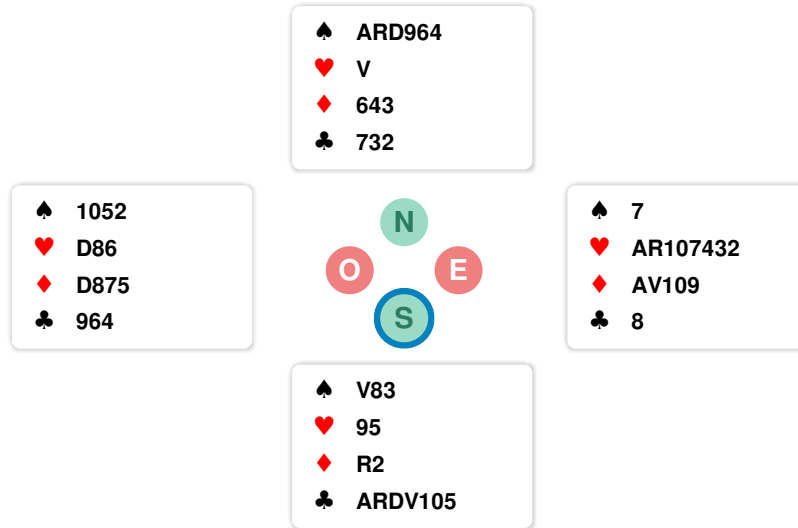 ♠ ARD964
♥ V
♦ 643
♣ 732
♠ 1052
♥ D86
♦ D875
♣ 964
N
O E
S
♠ 7
♥ AR107432
♦ AV109
♣ 8
♠ V83
♥ 95
♦ R2
♣ ARDV105